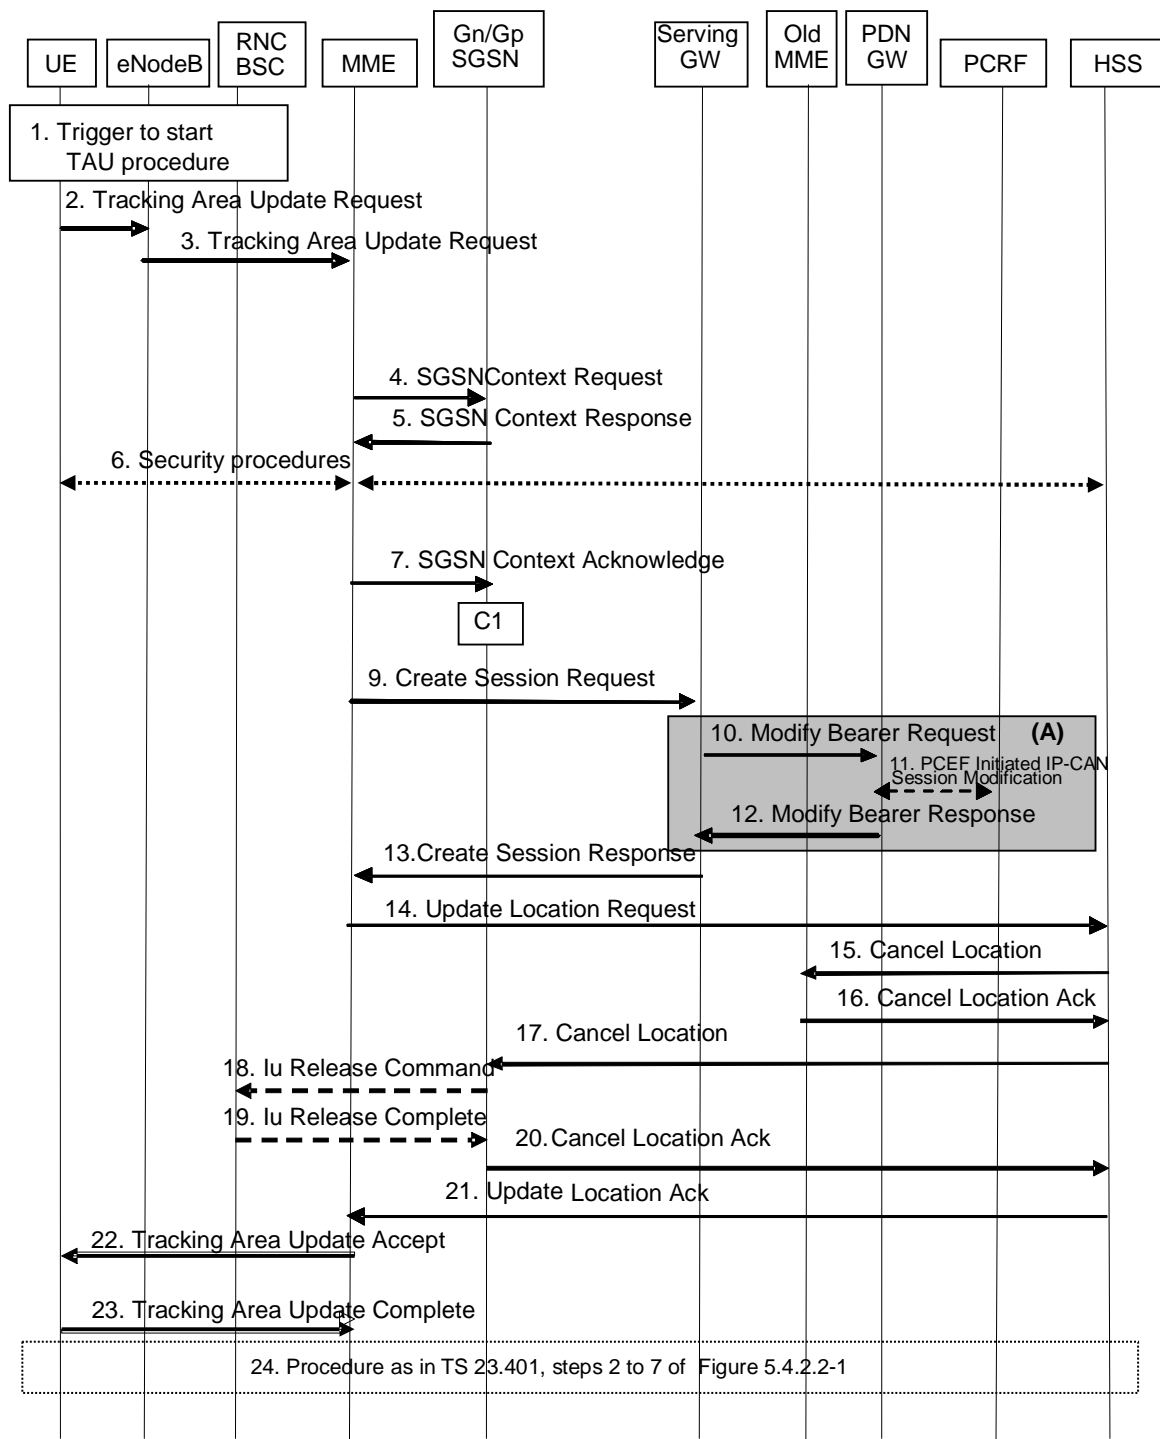 UE
eNodeB
RNC
BSC
MME
Gn/Gp
SGSN
Serving
GW
Old
MME
PDN
GW
PCRF
HSS
1. Trigger to start
TAU procedure
2. Tracking Area Update Request
3. Tracking Area Update Request
4. SGSNContext Request
5. SGSN Context Response
6. Security procedures
7. SGSN Context Acknowledge
C1
9. Create Session Request
10. Modify Bearer Request (A)
11. PCEF Initiated IP-CAN
Session Modification
12. Modify Bearer Response
13.Create Session Response
14. Update Location Request
15. Cancel Location
16. Cancel Location Ack
17. Cancel Location
18. Iu Release Command
19. Iu Release Complete
20.Cancel Location Ack
21. Update Location Ack
22. Tracking Area Update Accept
23. Tracking Area Update Complete
24. Procedure as in TS 23.401, steps 2 to 7 of Figure 5.4.2.2-1